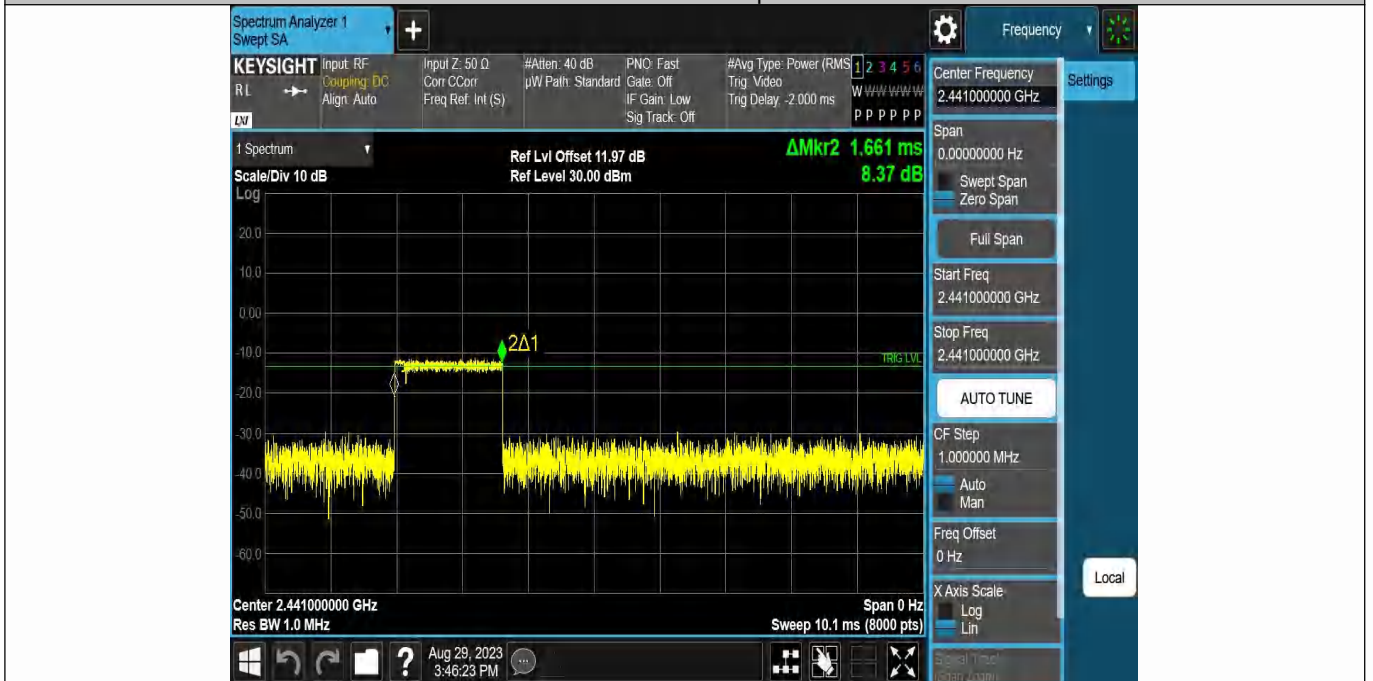 Spectrum Analyzer 1
Swept SA
+
Frequency
KEYSIGHT
RL
LXI
Input: RF
Coupling: DC
Align: Auto
Input Z: 50 Ω
Corr CCorr
Freq Ref: Int (S)
#Atten: 40 dB
µW Path: Standard
PNO: Fast
Gate: Off
IF Gain: Low
Sig Track: Off
#Avg Type: Power (RMS
Trig: Video
Trig Delay: -2.000 ms
1 2 3 4 5 6
W W W W W W
P P P P P P
Center Frequency
2.441000000 GHz
Settings
1 Spectrum
Scale/Div 10 dB
Log
Ref Lvl Offset 11.97 dB
Ref Level 30.00 dBm
ΔMkr2 1.661 ms
8.37 dB
20.0
10.0
0.00
-10.0
-20.0
-30.0
-40.0
-50.0
-60.0
2Δ1
TRIG LVL
Span
0.00000000 Hz
Swept Span
Zero Span
Full Span
Start Freq
2.441000000 GHz
Stop Freq
2.441000000 GHz
AUTO TUNE
CF Step
1.000000 MHz
Auto
Man
Freq Offset
0 Hz
X Axis Scale
Log
Lin
Local
Center 2.441000000 GHz
Res BW 1.0 MHz
Span 0 Hz
Sweep 10.1 ms (8000 pts)
?
Aug 29, 2023
3:46:23 PM